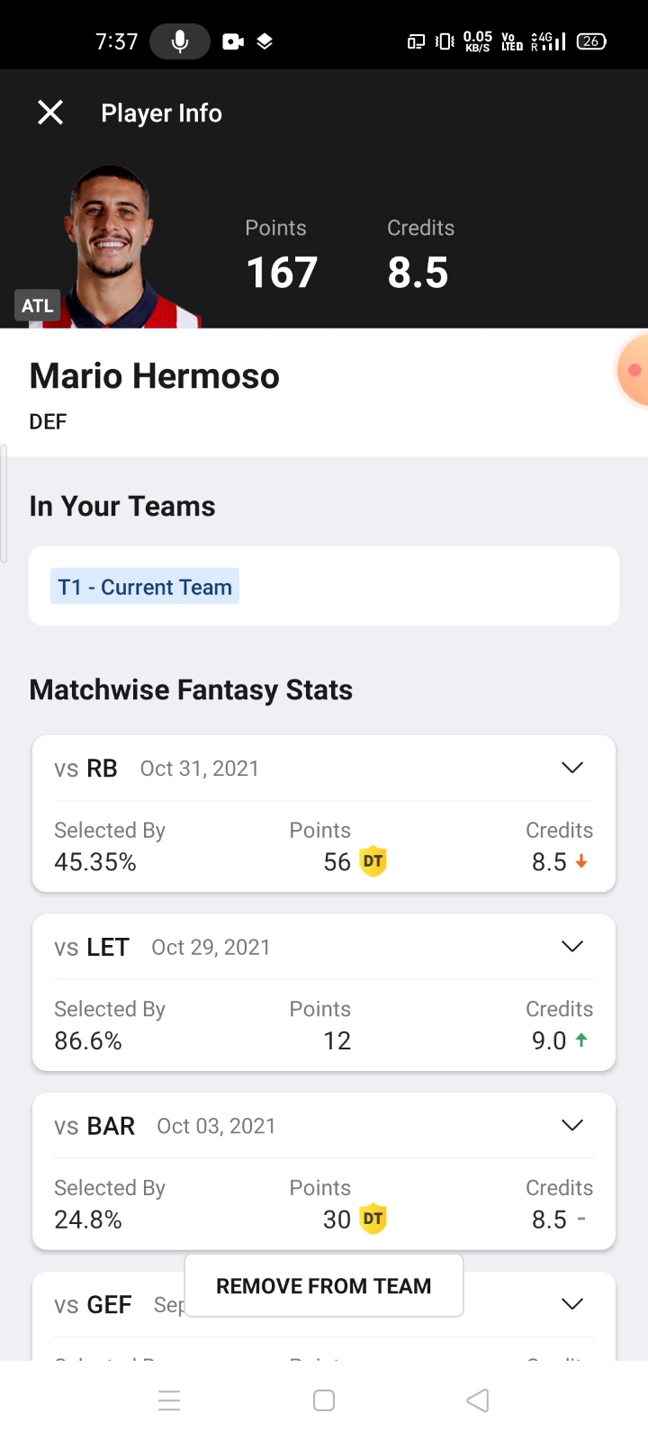 7:37 0.05 KB/S Vo LTED 4G R 26
Player Info
Points Credits
167 8.5
ATL
Mario Hermoso
DEF
In Your Teams
T1 - Current Team
Matchwise Fantasy Stats
vs RB Oct 31, 2021
Selected By Points Credits
45.35% 56 DT 8.5
vs LET Oct 29, 2021
Selected By Points Credits
86.6% 12 9.0
vs BAR Oct 03, 2021
Selected By Points Credits
24.8% 30 DT 8.5 -
REMOVE FROM TEAM
vs GEF Sep